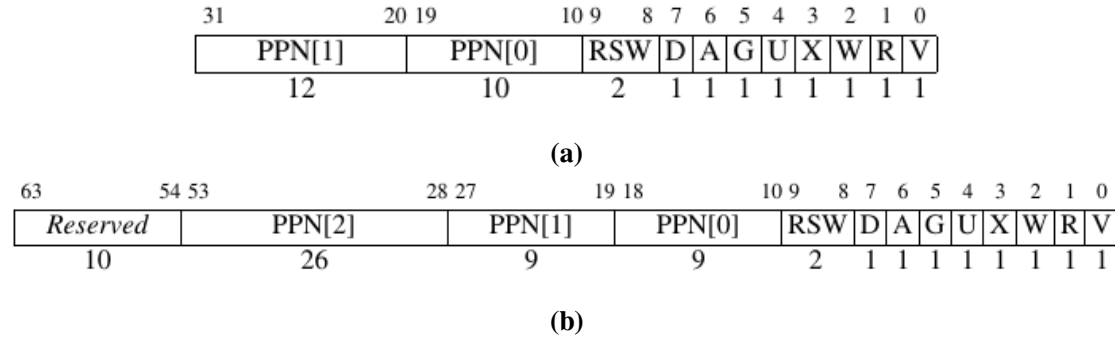 31 20 19 10 9 8 7 6 5 4 3 2 1 0
PPN[1] PPN[0] RSW D A G U X W R V
12 10 2 1 1 1 1 1 1 1 1
(a)
63 54 53 28 27 19 18 10 9 8 7 6 5 4 3 2 1 0
Reserved PPN[2] PPN[1] PPN[0] RSW D A G U X W R V
10 26 9 9 2 1 1 1 1 1 1 1 1
(b)